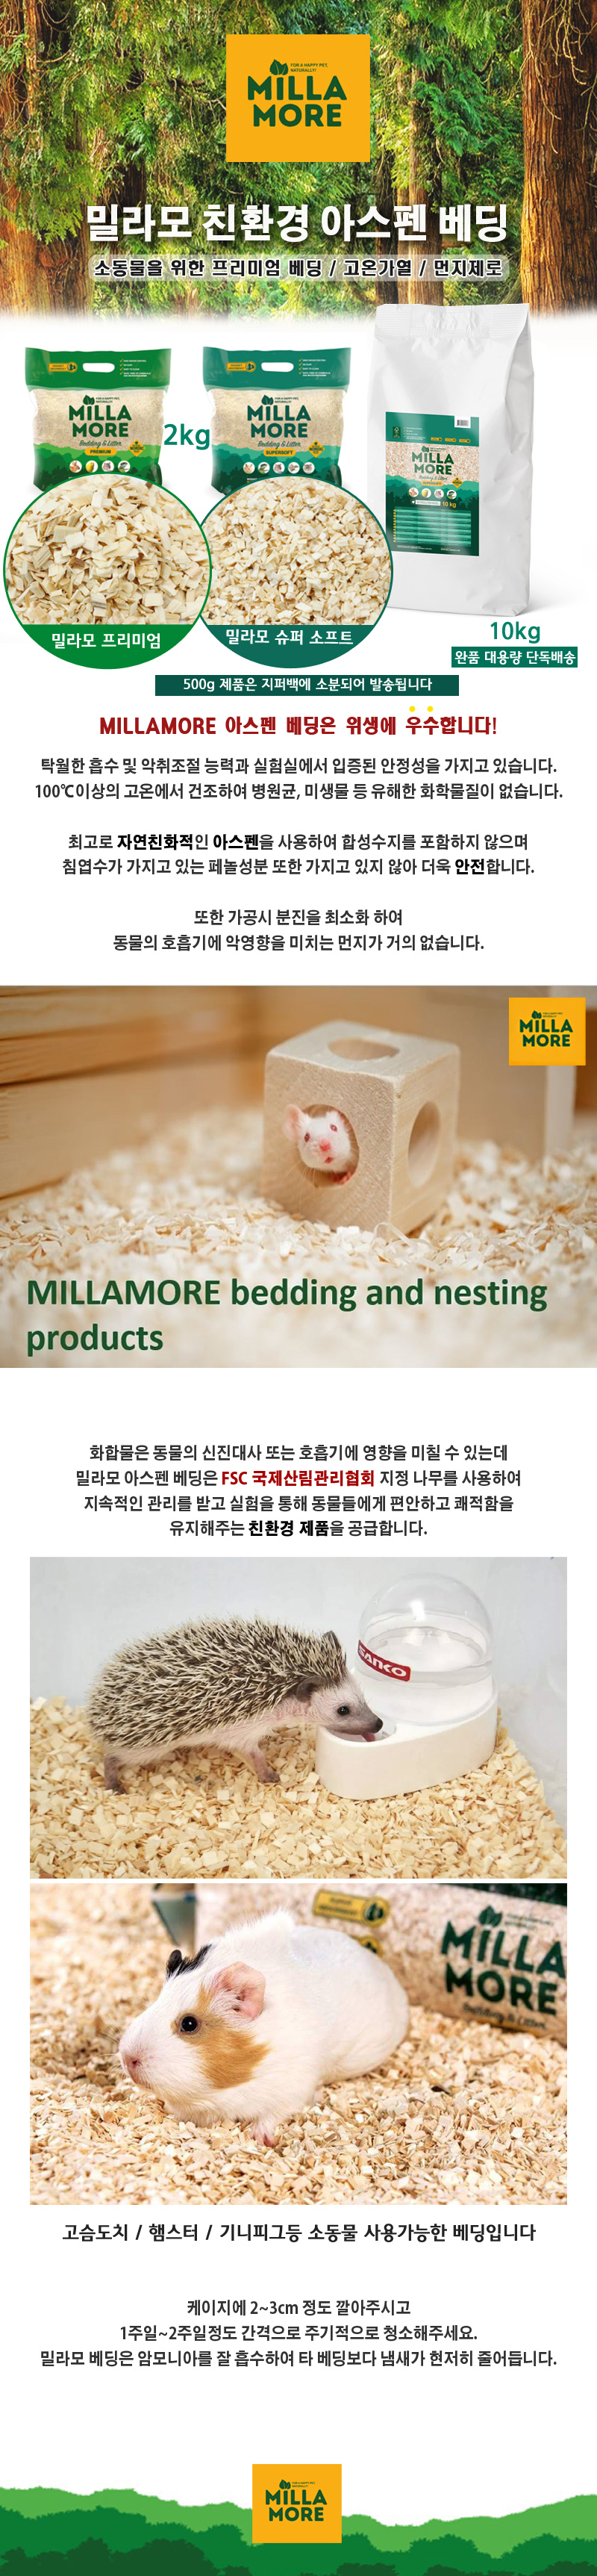 FOR A HAPPY PET,
NATURALLY!
MILLA
MORE
밀라모 친환경 아스펜 베딩
소동물을 위한 프리미엄 베딩 / 고온가열 / 먼지제로
MILLA
MORE
Bedding & Litter
PREMIUM
2kg
MILLA
MORE
Bedding & Litter
SUPERSOFT
MILLA
MORE
Bedding & Litter
10 kg
밀라모 프리미엄
밀라모 슈퍼 소프트
10kg
완품 대용량 단독배송
500g 제품은 지퍼백에 소분되어 발송됩니다
MILLAMORE 아스펜 베딩은 위생에 우수합니다!
탁월한 흡수 및 악취조절 능력과 실험실에서 입증된 안정성을 가지고 있습니다.
100℃이상의 고온에서 건조하여 병원균, 미생물 등 유해한 화학물질이 없습니다.
최고로 자연친화적인 아스펜을 사용하여 합성수지를 포함하지 않으며
침엽수가 가지고 있는 페놀성분 또한 가지고 있지 않아 더욱 안전합니다.
또한 가공시 분진을 최소화 하여
동물의 호흡기에 악영향을 미치는 먼지가 거의 없습니다.
MILLA
MORE
MILLAMORE bedding and nesting
products
화합물은 동물의 신진대사 또는 호흡기에 영향을 미칠 수 있는데
밀라모 아스펜 베딩은 FSC 국제산림관리협회 지정 나무를 사용하여
지속적인 관리를 받고 실험을 통해 동물들에게 편안하고 쾌적함을
유지해주는 친환경 제품을 공급합니다.
SANKO
MILLA
MORE
Bedding & Litter
고슴도치 / 햄스터 / 기니피그등 소동물 사용가능한 베딩입니다
케이지에 2~3cm 정도 깔아주시고
1주일~2주일정도 간격으로 주기적으로 청소해주세요.
밀라모 베딩은 암모니아를 잘 흡수하여 타 베딩보다 냄새가 현저히 줄어듭니다.
MILLA
MORE